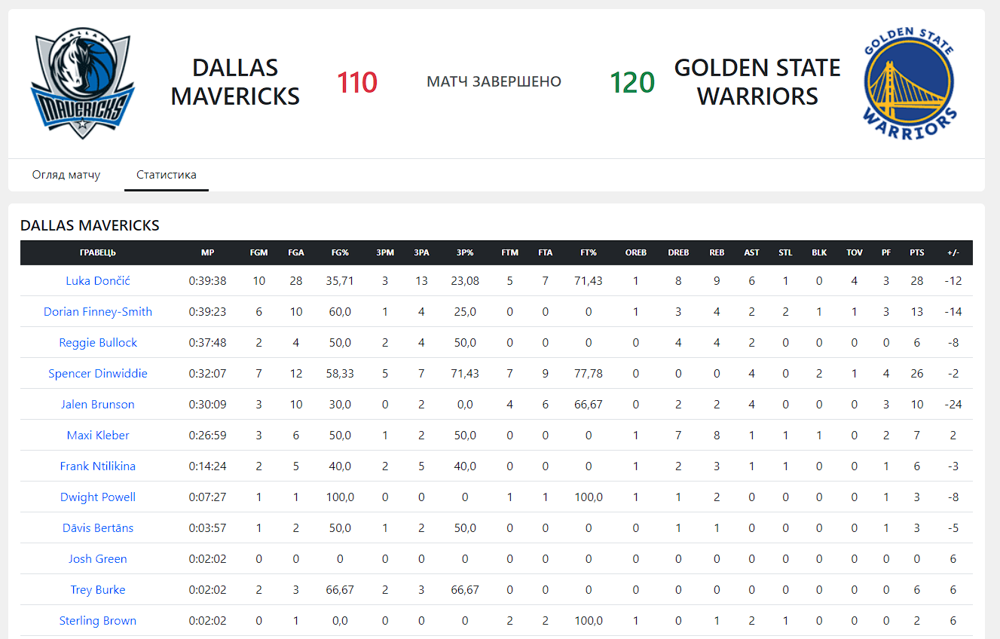 DALLAS
MAVERICKS
DALLAS
MAVERICKS
110
МАТЧ ЗАВЕРШЕНО
120
GOLDEN STATE
WARRIORS
GOLDEN STATE
WARRIORS
Огляд матчу Статистика
DALLAS MAVERICKS
ГРАВЕЦЬ MP FGM FGA FG% 3PM 3PA 3P% FTM FTA FT% OREB DREB REB AST STL BLK TOV PF PTS +/-
Luka Dončić 0:39:38 10 28 35,71 3 13 23,08 5 7 71,43 1 8 9 6 1 0 4 3 28 -12
Dorian Finney-Smith 0:39:23 6 10 60,0 1 4 25,0 0 0 0 1 3 4 2 2 1 1 3 13 -14
Reggie Bullock 0:37:48 2 4 50,0 2 4 50,0 0 0 0 0 4 4 2 0 0 0 0 6 -8
Spencer Dinwiddie 0:32:07 7 12 58,33 5 7 71,43 7 9 77,78 0 0 0 4 0 2 1 4 26 -2
Jalen Brunson 0:30:09 3 10 30,0 0 2 0,0 4 6 66,67 0 2 2 4 0 0 0 3 10 -24
Maxi Kleber 0:26:59 3 6 50,0 1 2 50,0 0 0 0 1 7 8 1 1 1 0 2 7 2
Frank Ntilikina 0:14:24 2 5 40,0 2 5 40,0 0 0 0 1 2 3 1 1 0 0 1 6 -3
Dwight Powell 0:07:27 1 1 100,0 0 0 0 1 1 100,0 1 1 2 0 0 0 0 1 3 -8
Dāvis Bertāns 0:03:57 1 2 50,0 1 2 50,0 0 0 0 0 1 1 0 0 0 0 1 3 -5
Josh Green 0:02:02 0 0 0 0 0 0 0 0 0 0 0 0 0 0 0 0 0 0 6
Trey Burke 0:02:02 2 3 66,67 2 3 66,67 0 0 0 0 0 0 0 0 0 0 0 6 6
Sterling Brown 0:02:02 0 1 0,0 0 0 0 2 2 100,0 1 0 1 2 1 0 0 0 2 6